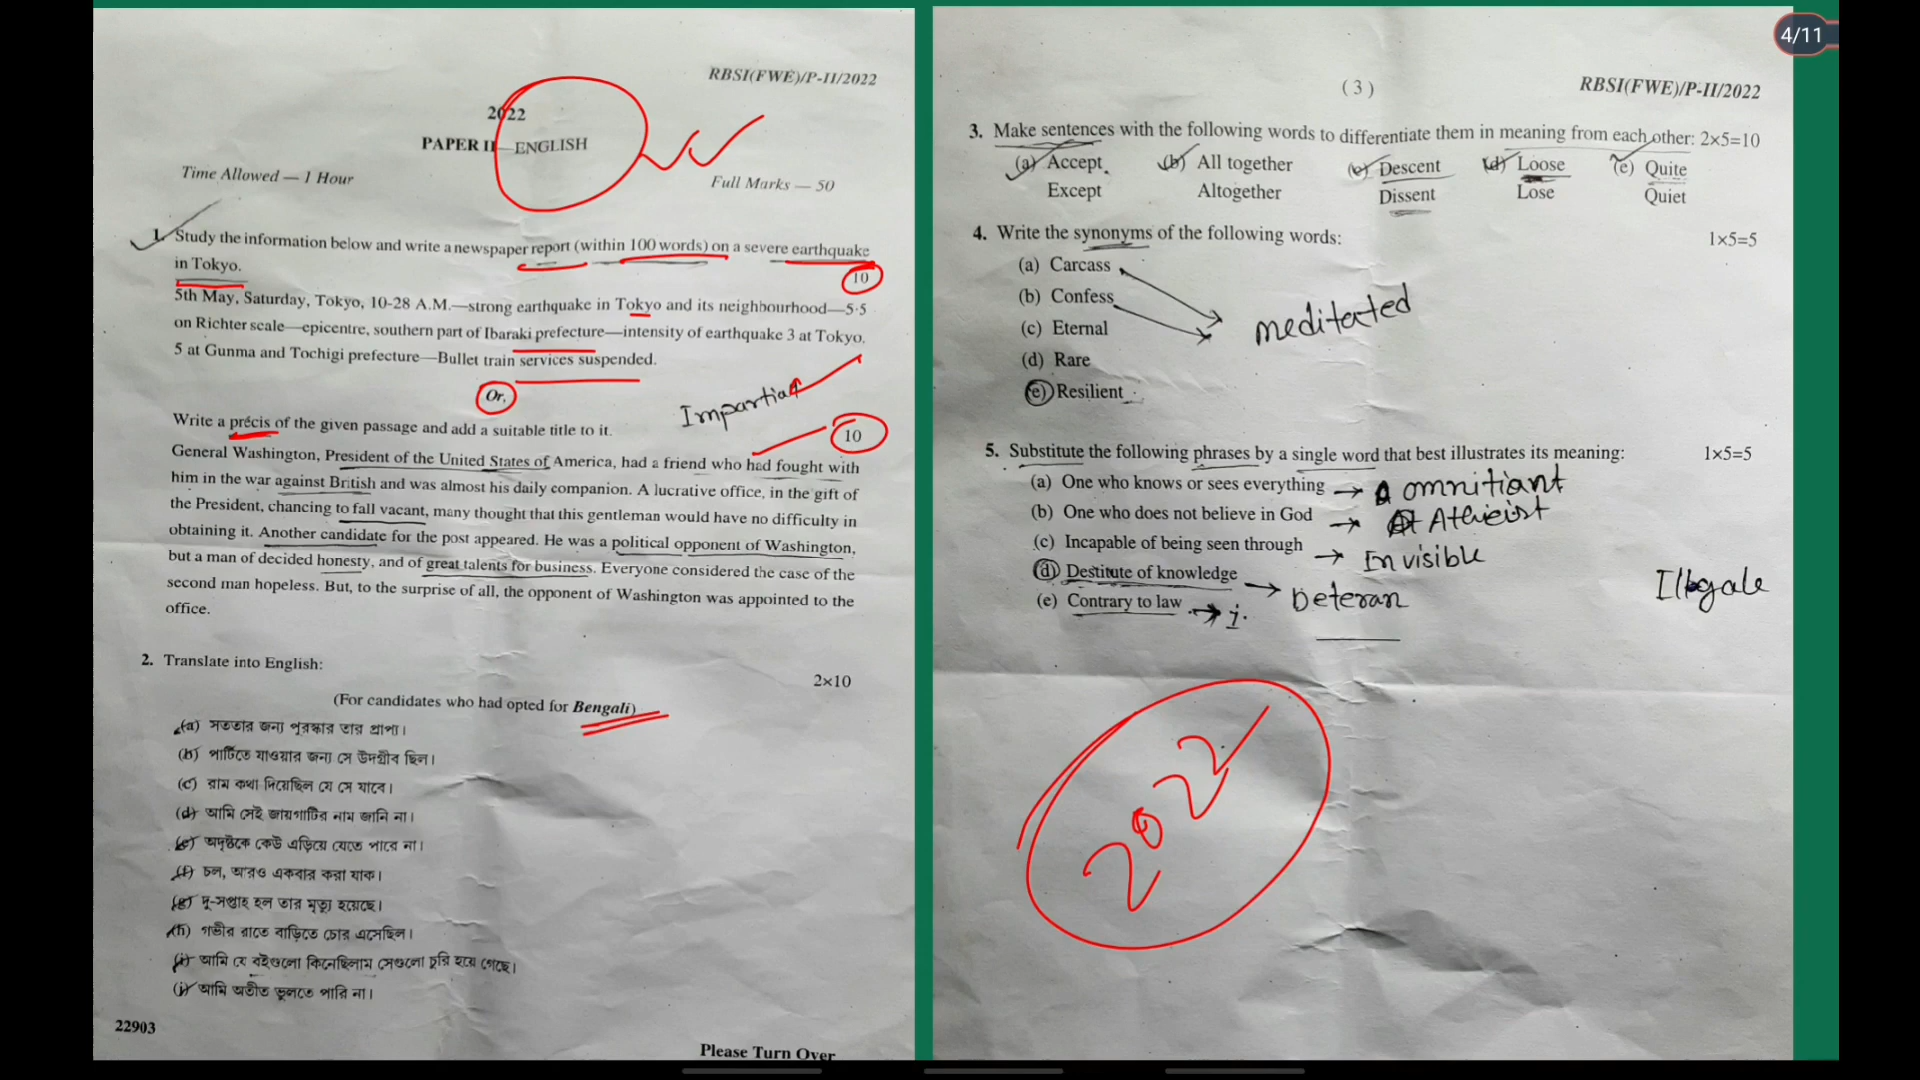 4/11
RBSI(FWE)/P-II/2022
2022
PAPER II—ENGLISH
Time Allowed — 1 Hour
Full Marks — 50
1. Study the information below and write a newspaper report (within 100 words) on a severe earthquake
in Tokyo.
10
5th May, Saturday, Tokyo, 10-28 A.M.—strong earthquake in Tokyo and its neighbourhood—5·5
on Richter scale—epicentre, southern part of Ibaraki prefecture—intensity of earthquake 3 at Tokyo,
5 at Gunma and Tochigi prefecture—Bullet train services suspended.
Or,
Impartial
Write a précis of the given passage and add a suitable title to it.
10
General Washington, President of the United States of America, had a friend who had fought with
him in the war against British and was almost his daily companion. A lucrative office, in the gift of
the President, chancing to fall vacant, many thought that this gentleman would have no difficulty in
obtaining it. Another candidate for the post appeared. He was a political opponent of Washington,
but a man of decided honesty, and of great talents for business. Everyone considered the case of the
second man hopeless. But, to the surprise of all, the opponent of Washington was appointed to the
office.
2. Translate into English:
2×10
(For candidates who had opted for Bengali)
(a) সততার জন্য পুরস্কার তার প্রাপ্য।
(b) পার্টিতে যাওয়ার জন্য সে উদগ্রীব ছিল।
(c) রাম কথা দিয়েছিল যে সে যাবে।
(d) আমি সেই জায়গাটির নাম জানি না।
(e) অদৃষ্টকে কেউ এড়িয়ে যেতে পারে না।
(f) চল, আরও একবার করা যাক।
(g) দু-সপ্তাহ হল তার মৃত্যু হয়েছে।
(h) গভীর রাতে বাড়িতে চোর এসেছিল।
(i) আমি যে বইগুলো কিনেছিলাম সেগুলো চুরি হয়ে গেছে।
(j) আমি অতীত ভুলতে পারি না।
22903
Please Turn Over
(3)
RBSI(FWE)/P-II/2022
3. Make sentences with the following words to differentiate them in meaning from each other: 2×5=10
(a) Accept (b) All together (c) Descent (d) Loose (e) Quite
Except Altogether Dissent Lose Quiet
4. Write the synonyms of the following words:
1×5=5
(a) Carcass
(b) Confess
meditated
(c) Eternal
(d) Rare
(e) Resilient
5. Substitute the following phrases by a single word that best illustrates its meaning: 1×5=5
(a) One who knows or sees everything → omnitiant
(b) One who does not believe in God → Atheist
(c) Incapable of being seen through → Invisible
(d) Destitute of knowledge → Deteran
(e) Contrary to law → i.
2022